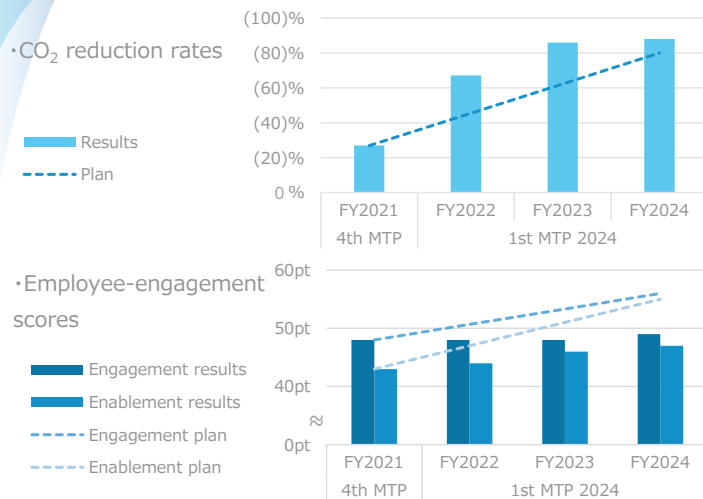 ・CO₂ reduction rates
Results
Plan
(100)%
(80)%
(60)%
(40)%
(20)%
0%
FY2021 FY2022 FY2023 FY2024
4th MTP 1st MTP 2024
・Employee-engagement
scores
Engagement results
Enablement results
Engagement plan
Enablement plan
60pt
50pt
40pt
≈
0pt
FY2021 FY2022 FY2023 FY2024
4th MTP 1st MTP 2024